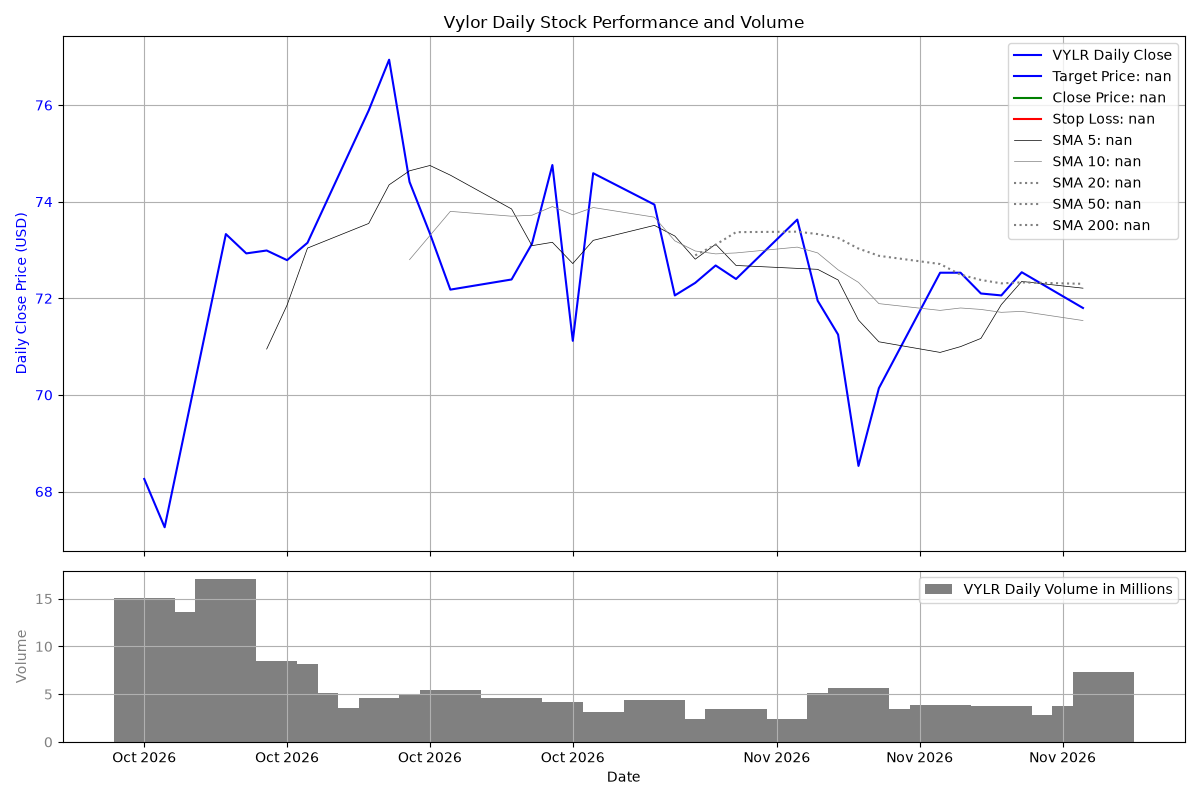 Vylor Daily Stock Performance and Volume
Daily Close Price (USD)
76
74
72
70
68
VYLR Daily Close
Target Price: nan
Close Price: nan
Stop Loss: nan
SMA 5: nan
SMA 10: nan
SMA 20: nan
SMA 50: nan
SMA 200: nan
Volume
15
10
5
0
VYLR Daily Volume in Millions
Oct 2026 Oct 2026 Oct 2026 Oct 2026 Nov 2026 Nov 2026 Nov 2026
Date